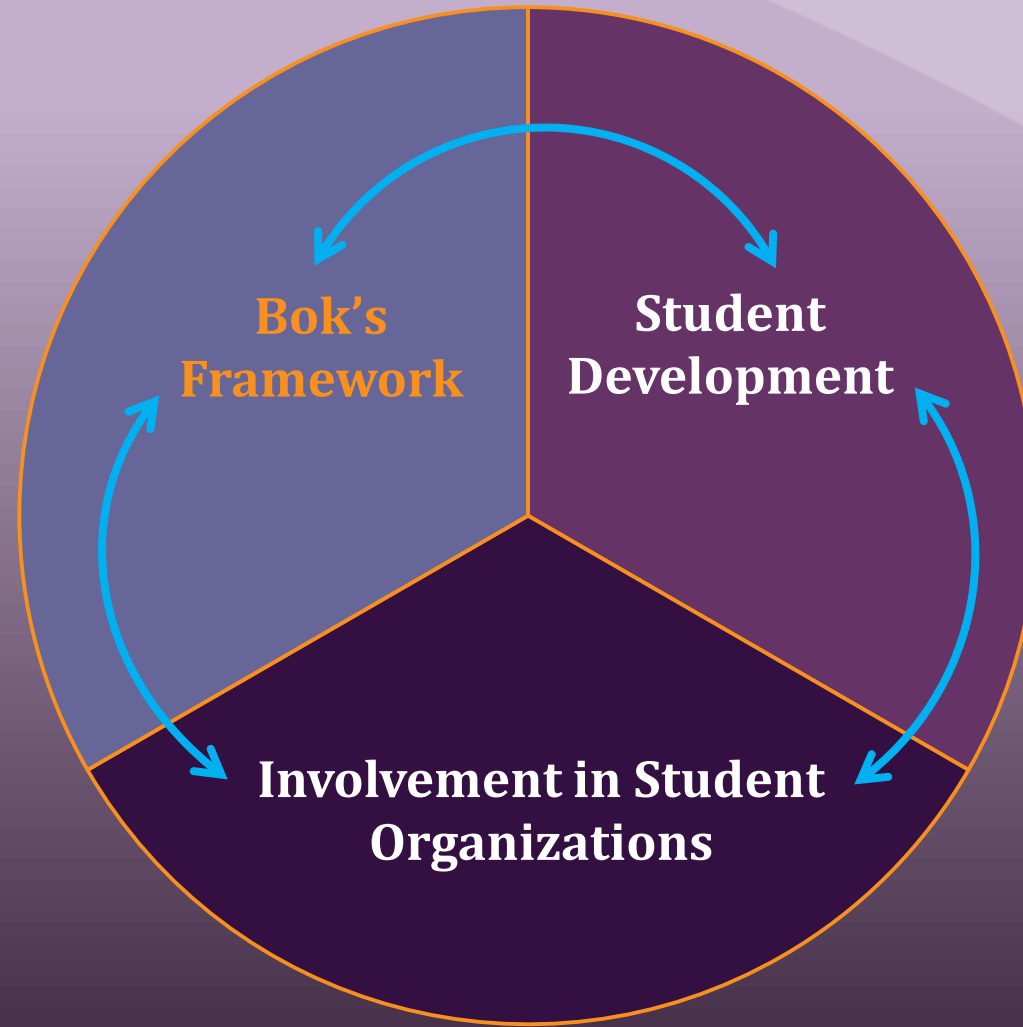 Bok’s
Framework
Student
Development
Involvement in Student
Organizations